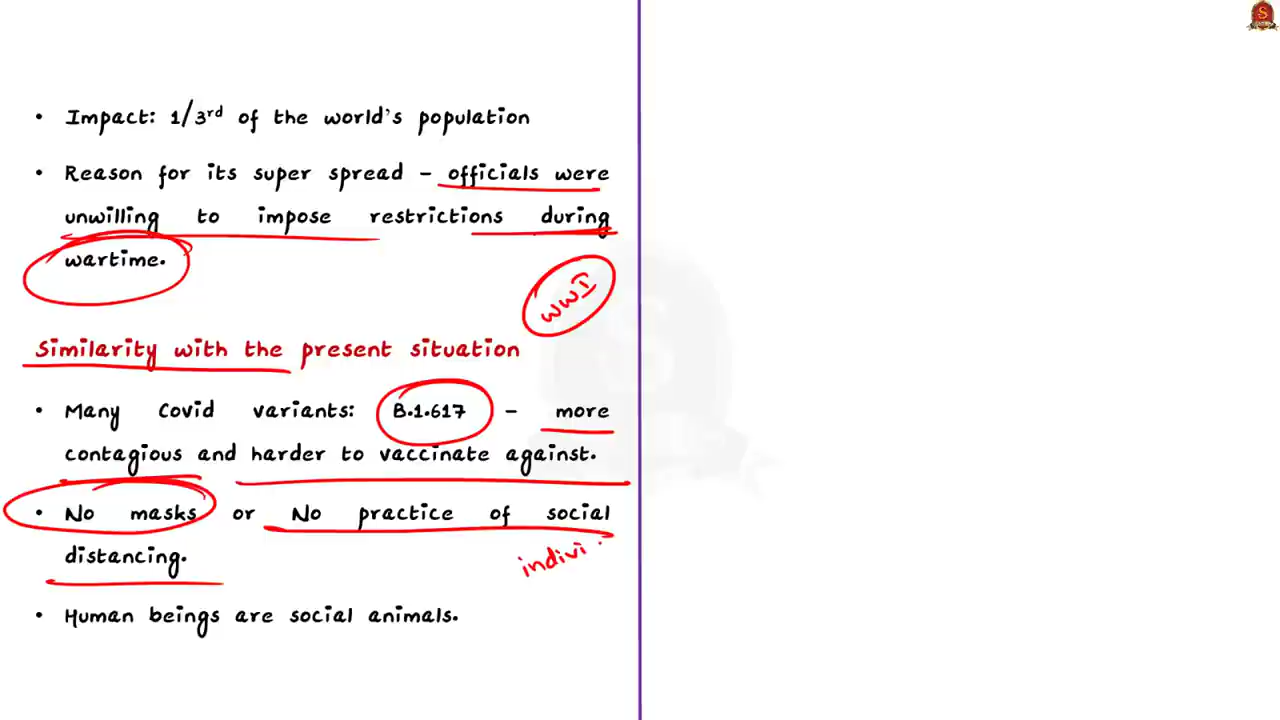 • Impact: 1/3rd of the world's population
• Reason for its super spread – officials were
unwilling to impose restrictions during
wartime.
WWI
Similarity with the present situation
• Many Covid variants: B.1.617 – more
contagious and harder to vaccinate against.
• No masks or No practice of social
distancing.
indivi
• Human beings are social animals.